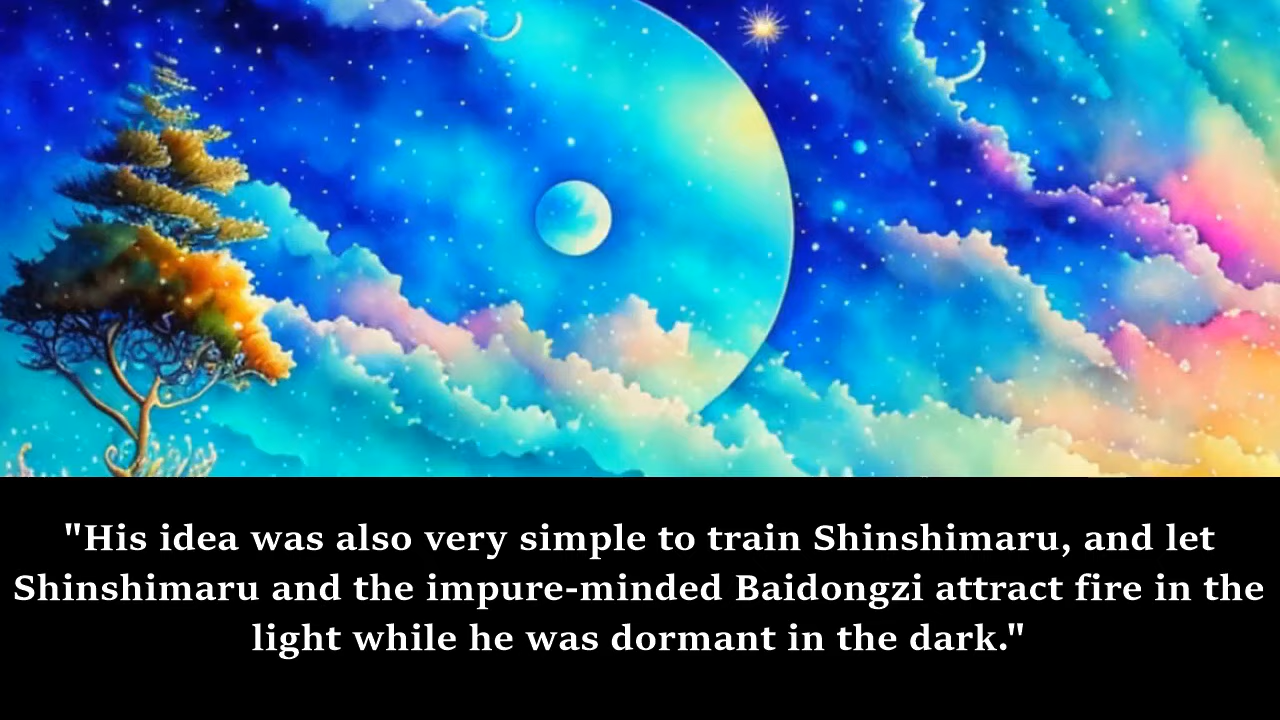 "His idea was also very simple to train Shinshimaru, and let
Shinshimaru and the impure-minded Baidongzi attract fire in the
light while he was dormant in the dark."